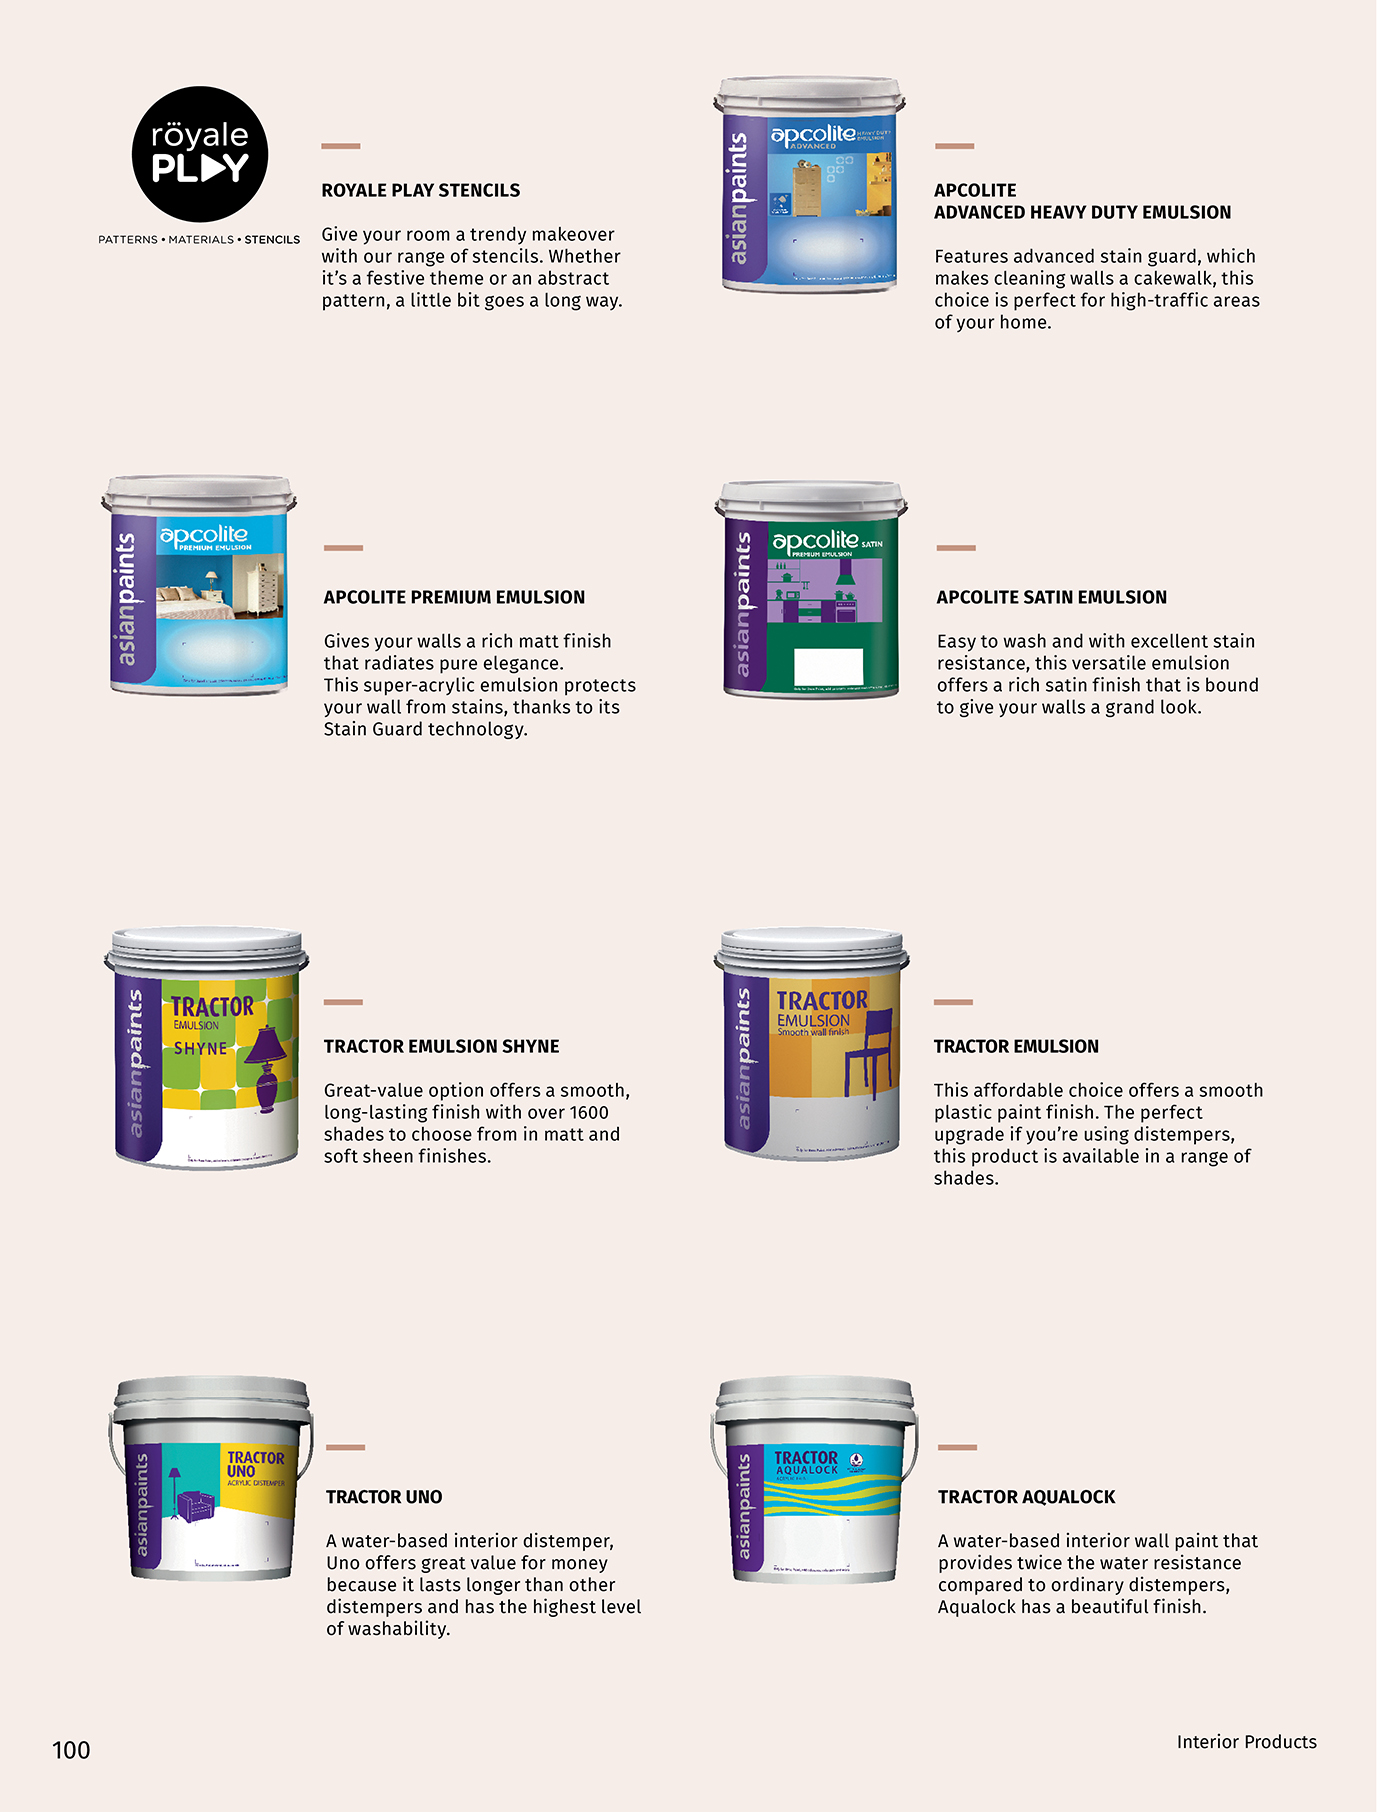 röyale
PLAY
PATTERNS • MATERIALS • STENCILS
ROYALE PLAY STENCILS
Give your room a trendy makeover
with our range of stencils. Whether
it's a festive theme or an abstract
pattern, a little bit goes a long way.
asianpaints
apcolite HEAVY DUTY
EMULSION
ADVANCED
APCOLITE
ADVANCED HEAVY DUTY EMULSION
Features advanced stain guard, which
makes cleaning walls a cakewalk, this
choice is perfect for high-traffic areas
of your home.
asianpaints
apcolite
PREMIUM EMULSION
APCOLITE PREMIUM EMULSION
Gives your walls a rich matt finish
that radiates pure elegance.
This super-acrylic emulsion protects
your wall from stains, thanks to its
Stain Guard technology.
asianpaints
apcolite SATIN
PREMIUM EMULSION
APCOLITE SATIN EMULSION
Easy to wash and with excellent stain
resistance, this versatile emulsion
offers a rich satin finish that is bound
to give your walls a grand look.
asianpaints
TRACTOR
EMULSION
SHYNE
TRACTOR EMULSION SHYNE
Great-value option offers a smooth,
long-lasting finish with over 1600
shades to choose from in matt and
soft sheen finishes.
asianpaints
TRACTOR
EMULSION
Smooth wall finish
TRACTOR EMULSION
This affordable choice offers a smooth
plastic paint finish. The perfect
upgrade if you're using distempers,
this product is available in a range of
shades.
asianpaints
TRACTOR
UNO
ACRYLIC DISTEMPER
TRACTOR UNO
A water-based interior distemper,
Uno offers great value for money
because it lasts longer than other
distempers and has the highest level
of washability.
asianpaints
TRACTOR
AQUALOCK
TRACTOR AQUALOCK
A water-based interior wall paint that
provides twice the water resistance
compared to ordinary distempers,
Aqualock has a beautiful finish.
100
Interior Products